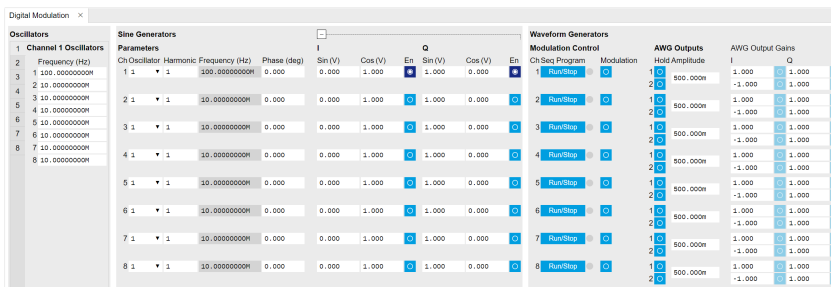 Digital Modulation ×
Oscillators Sine Generators − Waveform Generators
1 Channel 1 Oscillators Parameters I Q Modulation Control AWG Outputs AWG Output Gains
2 Frequency (Hz) Ch Oscillator Harmonic Frequency (Hz) Phase (deg) Sin (V) Cos (V) En Sin (V) Cos (V) En Ch Seq Program Modulation Hold Amplitude I Q
3 1 100.00000000M 1 1 ▼ 1 100.00000000M 0.000 0.000 1.000 1.000 0.000 1 Run/Stop 1 500.000m 1.000 1.000
2 10.00000000M 2 -1.000 1.000
4 3 10.00000000M 2 1 ▼ 1 10.00000000M 0.000 0.000 1.000 1.000 0.000 2 Run/Stop 1 500.000m 1.000 1.000
5 4 10.00000000M 2 -1.000 1.000
6 5 10.00000000M 3 1 ▼ 1 10.00000000M 0.000 0.000 1.000 1.000 0.000 3 Run/Stop 1 500.000m 1.000 1.000
7 6 10.00000000M 2 -1.000 1.000
8 7 10.00000000M 4 1 ▼ 1 10.00000000M 0.000 0.000 1.000 1.000 0.000 4 Run/Stop 1 500.000m 1.000 1.000
8 10.00000000M 2 -1.000 1.000
5 1 ▼ 1 10.00000000M 0.000 0.000 1.000 1.000 0.000 5 Run/Stop 1 500.000m 1.000 1.000
2 -1.000 1.000
6 1 ▼ 1 10.00000000M 0.000 0.000 1.000 1.000 0.000 6 Run/Stop 1 500.000m 1.000 1.000
2 -1.000 1.000
7 1 ▼ 1 10.00000000M 0.000 0.000 1.000 1.000 0.000 7 Run/Stop 1 500.000m 1.000 1.000
2 -1.000 1.000
8 1 ▼ 1 10.00000000M 0.000 0.000 1.000 1.000 0.000 8 Run/Stop 1 500.000m 1.000 1.000
2 -1.000 1.000